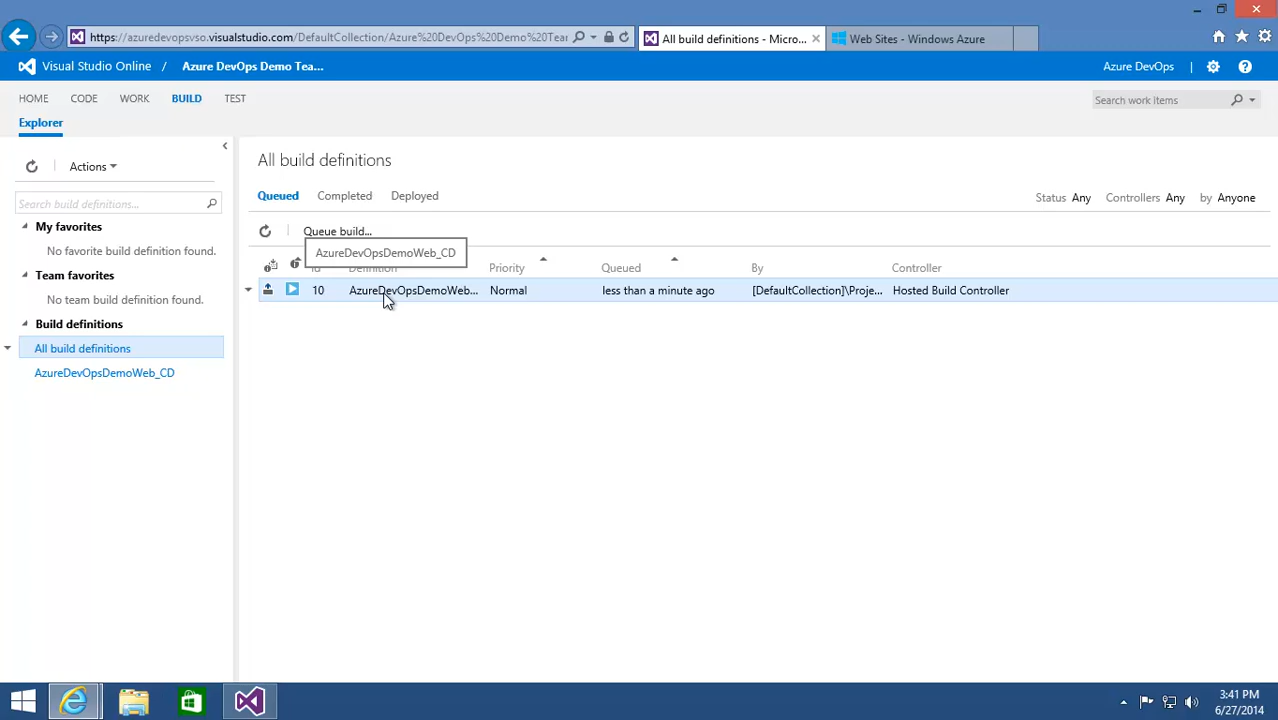 https://azuredevopsvso.visualstudio.com/DefaultCollection/Azure%20DevOps%20Demo%20Tean
All build definitions - Micro...
Web Sites - Windows Azure
Visual Studio Online / Azure DevOps Demo Tea...
Azure DevOps
HOME CODE WORK BUILD TEST
Search work items
Explorer
Actions
Search build definitions...
My favorites
No favorite build definition found.
Team favorites
No team build definition found.
Build definitions
All build definitions
AzureDevOpsDemoWeb_CD
All build definitions
Queued Completed Deployed
Status Any Controllers Any by Anyone
Queue build...
AzureDevOpsDemoWeb_CD
Id Definition Priority Queued By Controller
10 AzureDevOpsDemoWeb... Normal less than a minute ago [DefaultCollection]\Proje... Hosted Build Controller
3:41 PM
6/27/2014